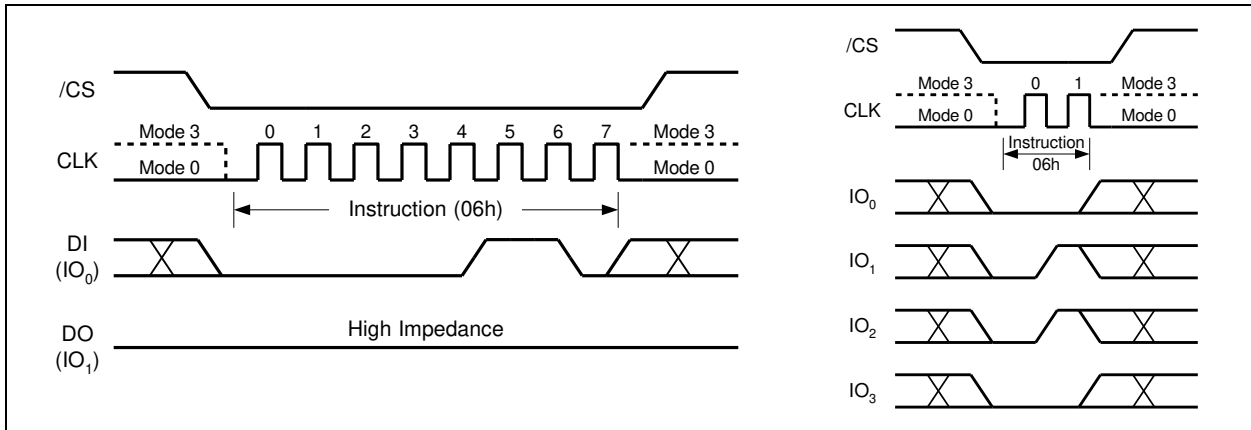 /CS
Mode 3 0 1 2 3 4 5 6 7 Mode 3
CLK
Mode 0 Mode 0
Instruction (06h)
DI
(IO0)
High Impedance
DO
(IO1)
/CS
Mode 3 0 1 Mode 3
CLK
Mode 0 Mode 0
Instruction
06h
IO0
IO1
IO2
IO3